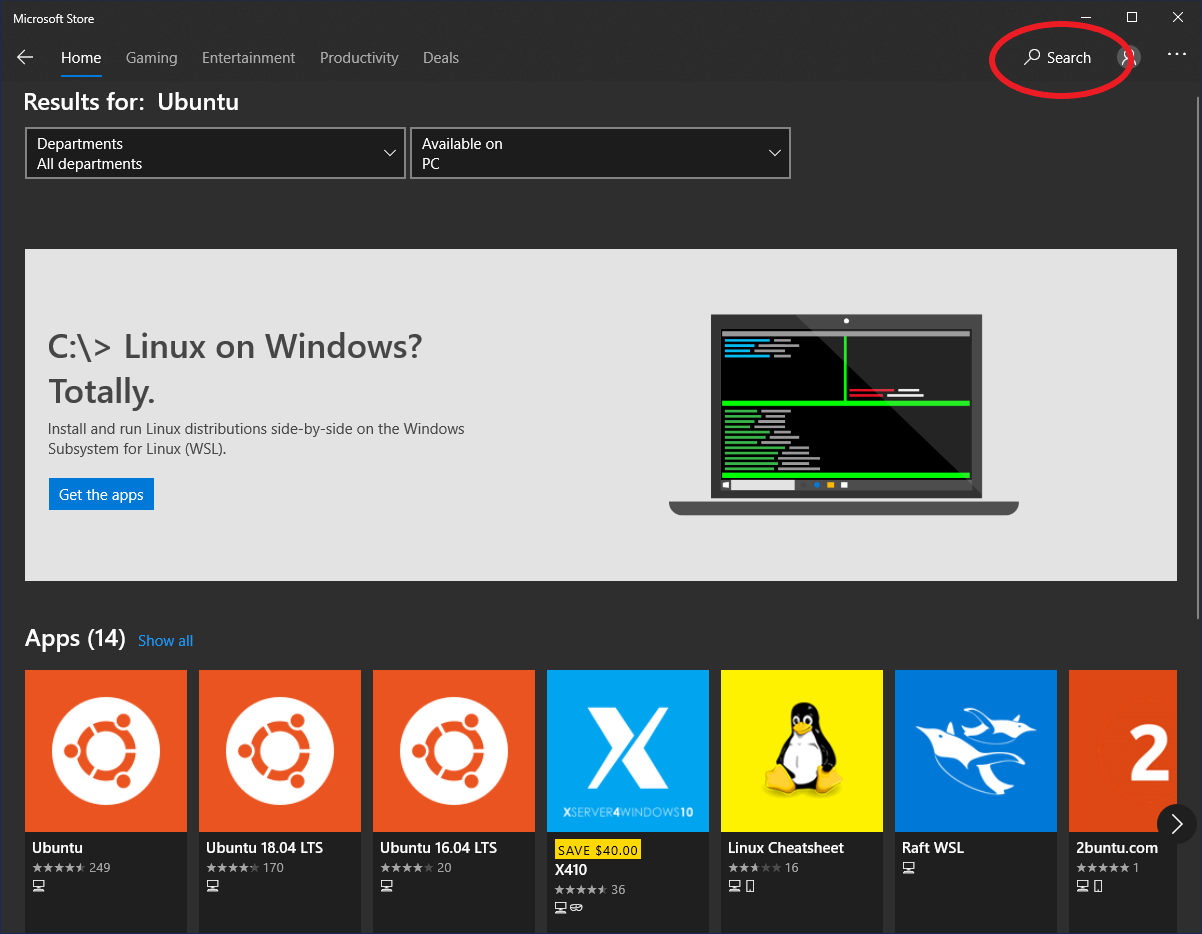 Microsoft Store
Home Gaming Entertainment Productivity Deals Search
Results for: Ubuntu
Departments
All departments
Available on
PC
C:\> Linux on Windows?
Totally.
Install and run Linux distributions side-by-side on the Windows
Subsystem for Linux (WSL).
Get the apps
Apps (14) Show all
XSERVER4WINDOWS10
2
Ubuntu
249
Ubuntu 18.04 LTS
170
Ubuntu 16.04 LTS
20
SAVE $40.00
X410
36
Linux Cheatsheet
16
Raft WSL
2buntu.com
1